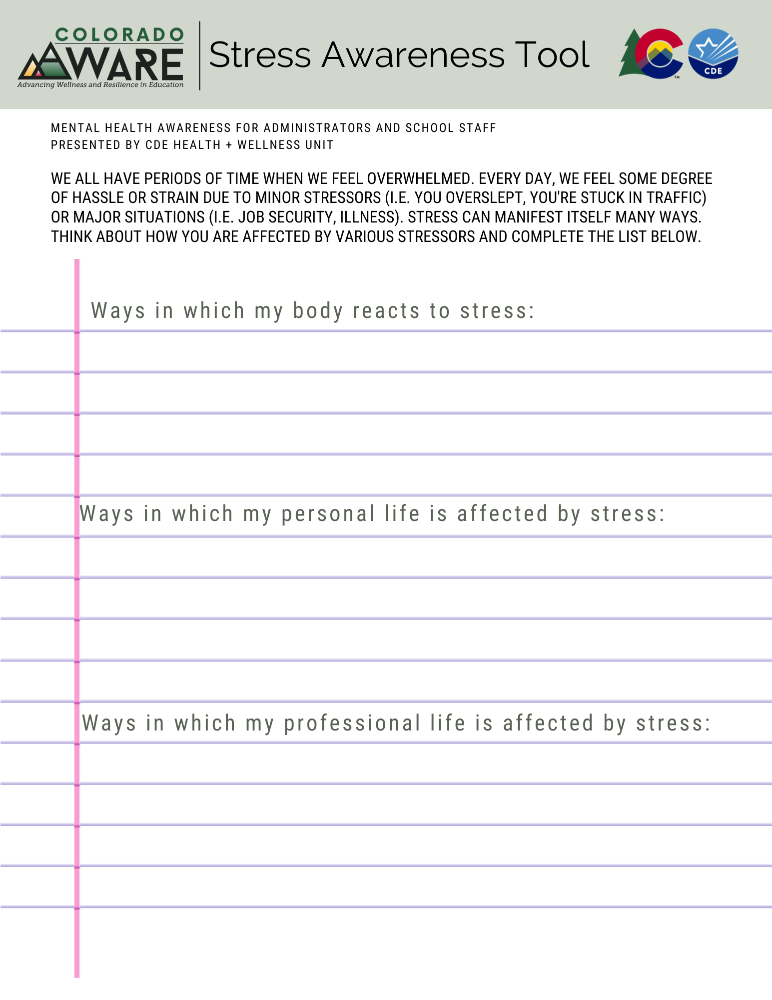 COLORADO
AWARE
Advancing Wellness and Resilience in Education
Stress Awareness Tool
TM
CDE
MENTAL HEALTH AWARENESS FOR ADMINISTRATORS AND SCHOOL STAFF
PRESENTED BY CDE HEALTH + WELLNESS UNIT
WE ALL HAVE PERIODS OF TIME WHEN WE FEEL OVERWHELMED. EVERY DAY, WE FEEL SOME DEGREE
OF HASSLE OR STRAIN DUE TO MINOR STRESSORS (I.E. YOU OVERSLEPT, YOU'RE STUCK IN TRAFFIC)
OR MAJOR SITUATIONS (I.E. JOB SECURITY, ILLNESS). STRESS CAN MANIFEST ITSELF MANY WAYS.
THINK ABOUT HOW YOU ARE AFFECTED BY VARIOUS STRESSORS AND COMPLETE THE LIST BELOW.
Ways in which my body reacts to stress:
Ways in which my personal life is affected by stress:
Ways in which my professional life is affected by stress: